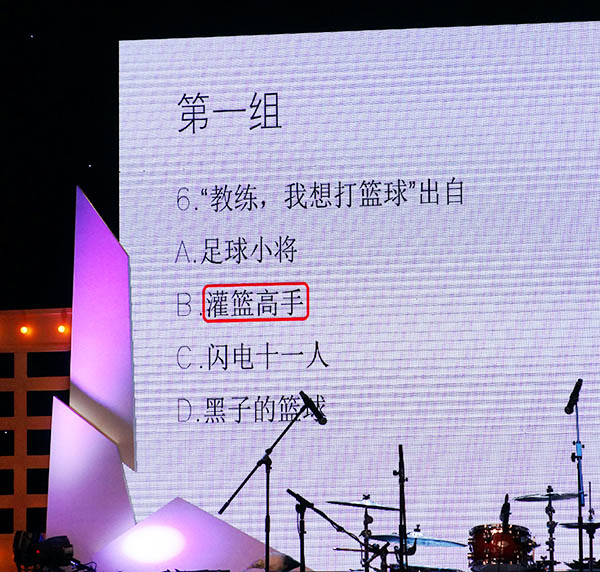 第一组
6.“教练，我想打篮球”出自
A.足球小将
B.灌篮高手
C.闪电十一人
D.黑子的篮球